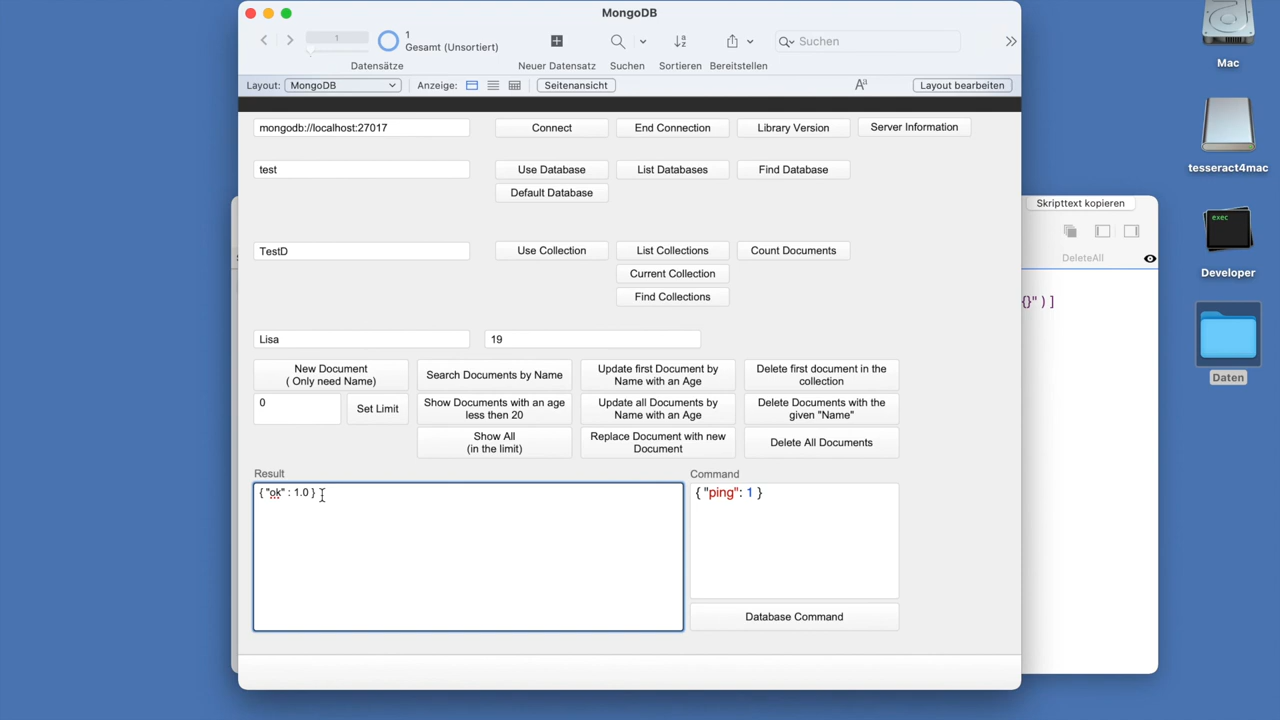 MongoDB
1
1
Gesamt (Unsortiert)
Suchen
Datensätze
Neuer Datensatz
Suchen
Sortieren
Bereitstellen
Layout:
MongoDB
Anzeige:
Seitenansicht
Aa
Layout bearbeiten
mongodb://localhost:27017
Connect
End Connection
Library Version
Server Information
test
Use Database
List Databases
Find Database
Default Database
TestD
Use Collection
List Collections
Count Documents
Current Collection
Find Collections
Lisa
19
New Document
( Only need Name)
Search Documents by Name
Update first Document by
Name with an Age
Delete first document in the
collection
0
Set Limit
Show Documents with an age
less then 20
Update all Documents by
Name with an Age
Delete Documents with the
given "Name"
Show All
(in the limit)
Replace Document with new
Document
Delete All Documents
Result
{ "ok" : 1.0 }
Command
{ "ping": 1 }
Database Command
Skripttext kopieren
DeleteAll
{}" ) ]
Mac
tesseract4mac
exec
Developer
Daten